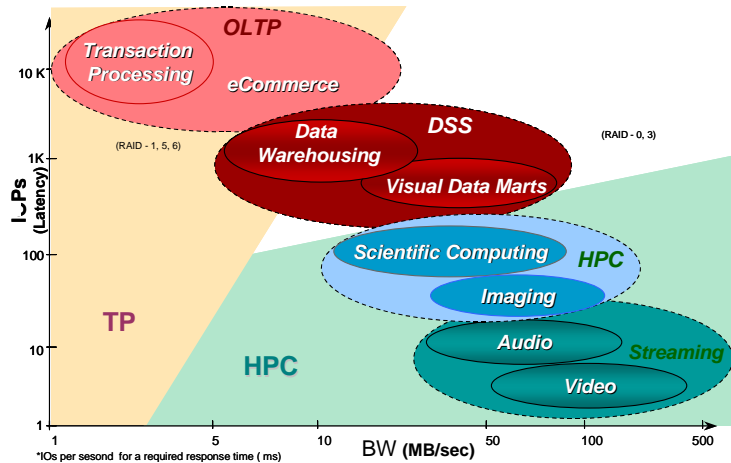 OLTP
Transaction
Processing
eCommerce
10 K
Data
Warehousing
DSS
(RAID - 1, 5, 6)
(RAID - 0, 3)
1K
Visual Data Marts
IOPs
(Latency)
Scientific Computing
HPC
100
Imaging
TP
HPC
Audio
Streaming
10
Video
1
1
5
10
BW (MB/sec)
50
100
500
*IOs per sesond for a required response time ( ms)